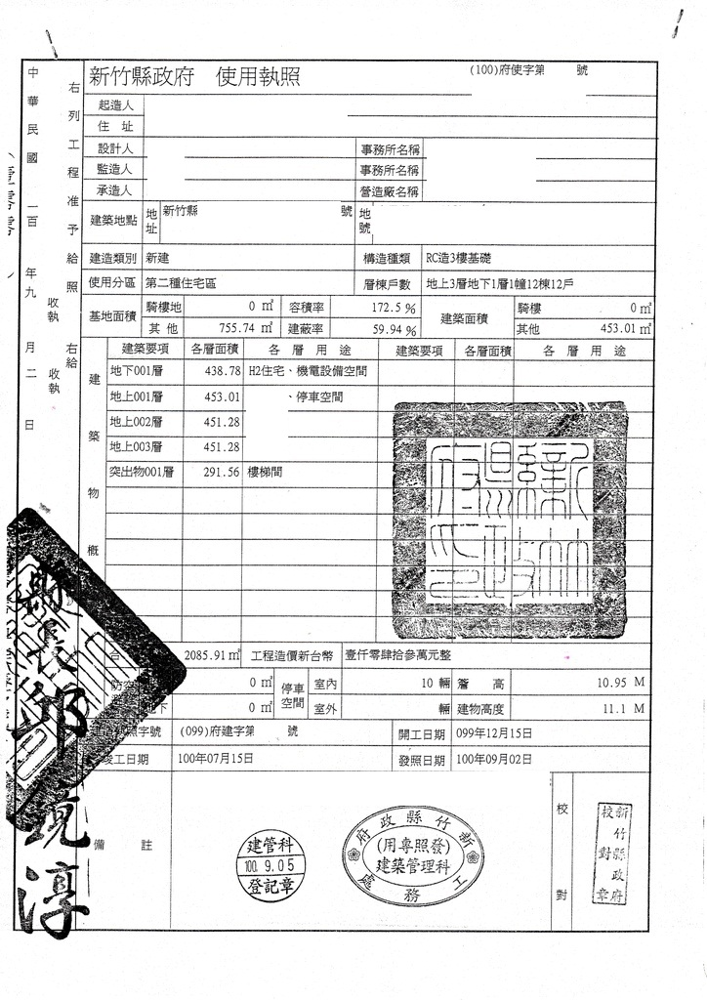 新竹縣政府　使用執照
(100)府使字第　　號
起造人
住　址
設計人　事務所名稱
監造人　事務所名稱
承造人　營造廠名稱
建築地點　地址　新竹縣　號　地號
建造類別　新建　構造種類　RC造3樓基礎
使用分區　第二種住宅區　層棟戶數　地上3層地下1層1幢12棟12戶
基地面積　騎樓地　0 ㎡　容積率　172.5 %　建築面積　騎樓　0㎡
其他　755.74 ㎡　建蔽率　59.94 %　其他　453.01㎡
建築物概
建築要項　各層面積　各層用途　建築要項　各層面積　各層用途
地下001層　438.78　H2住宅、機電設備空間
地上001層　453.01　、停車空間
地上002層　451.28
地上003層　451.28
突出物001層　291.56　樓梯間
合　2085.91㎡　工程造價新台幣　壹仟零肆拾參萬元整
防空　0 ㎡　停車空間　室內　10 輛　簷　高　10.95 M
地下　0 ㎡　室外　輛　建物高度　11.1 M
照字號　(099)府建字第　　號　開工日期　099年12月15日
竣工日期　100年07月15日　發照日期　100年09月02日
備　註
建管科
100. 9. 05
登記章
新竹縣政府
(發照專用)
建築管理科
工務處
校對
新竹縣政府
校對章
右列工程准予給照
收執
右給
收執
中華民國一百年九月二日
新竹縣政府之印
縣長邱鏡淳